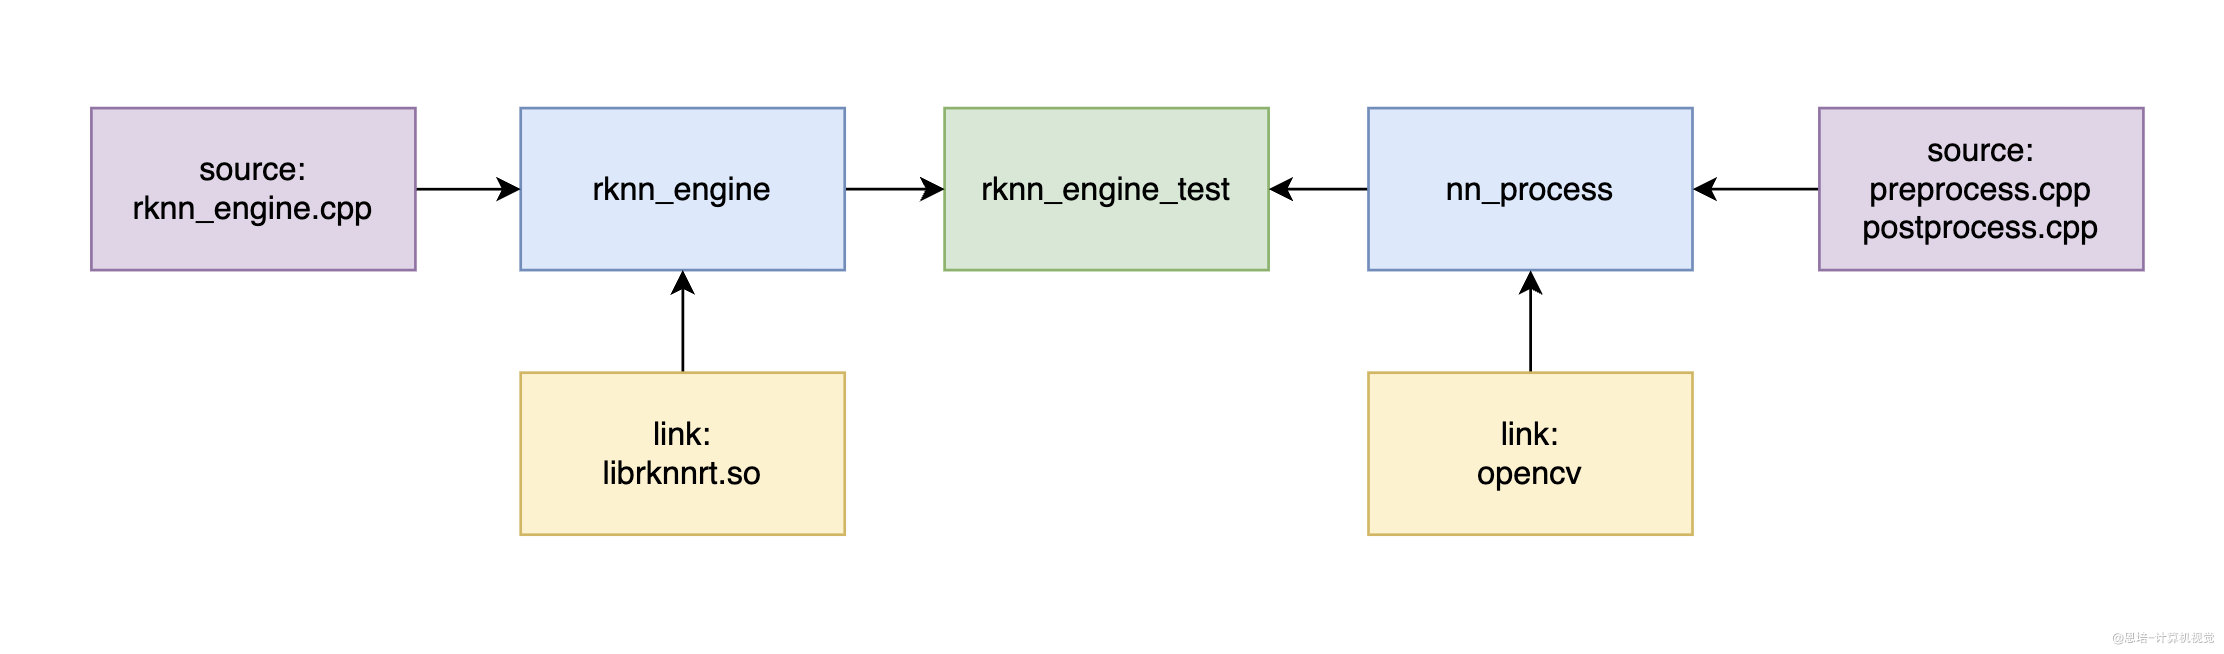 source:
rknn_engine.cpp
rknn_engine
rknn_engine_test
nn_process
source:
preprocess.cpp
postprocess.cpp
link:
librknnrt.so
link:
opencv
@恩培-计算机视觉